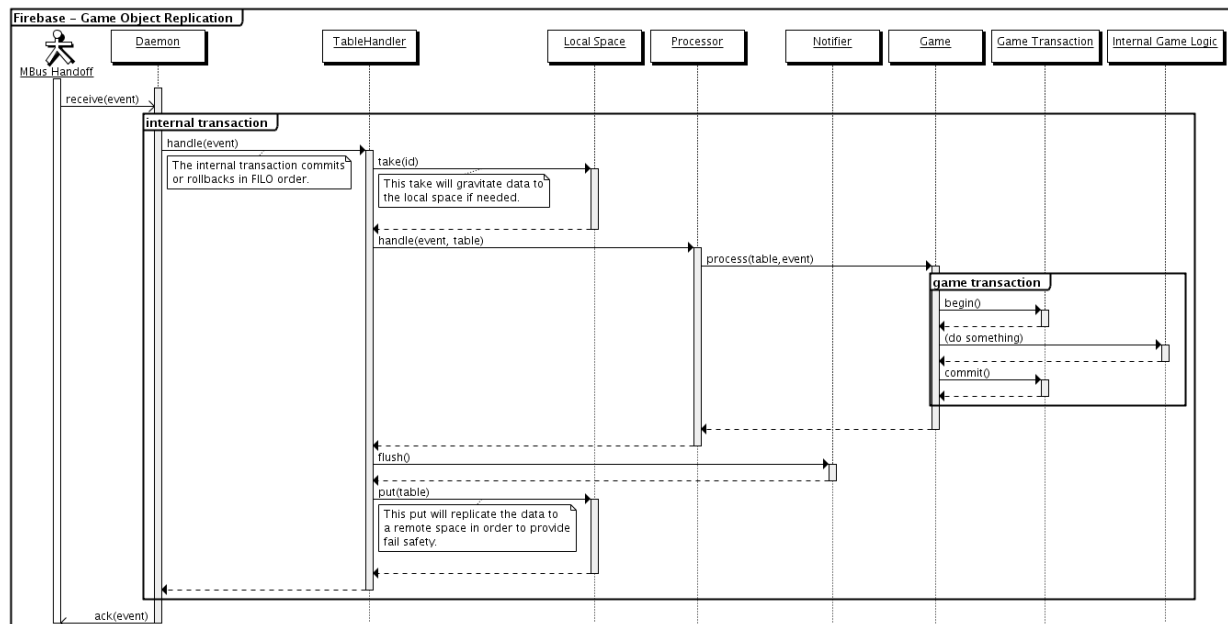 Firebase – Game Object Replication
MBus Handoff
Daemon
TableHandler
Local Space
Processor
Notifier
Game
Game Transaction
Internal Game Logic
receive(event)
internal transaction
handle(event)
The internal transaction commits
or rollbacks in FILO order.
take(id)
This take will gravitate data to
the local space if needed.
handle(event, table)
process(table,event)
game transaction
begin()
(do something)
commit()
flush()
put(table)
This put will replicate the data to
a remote space in order to provide
fail safety.
ack(event)